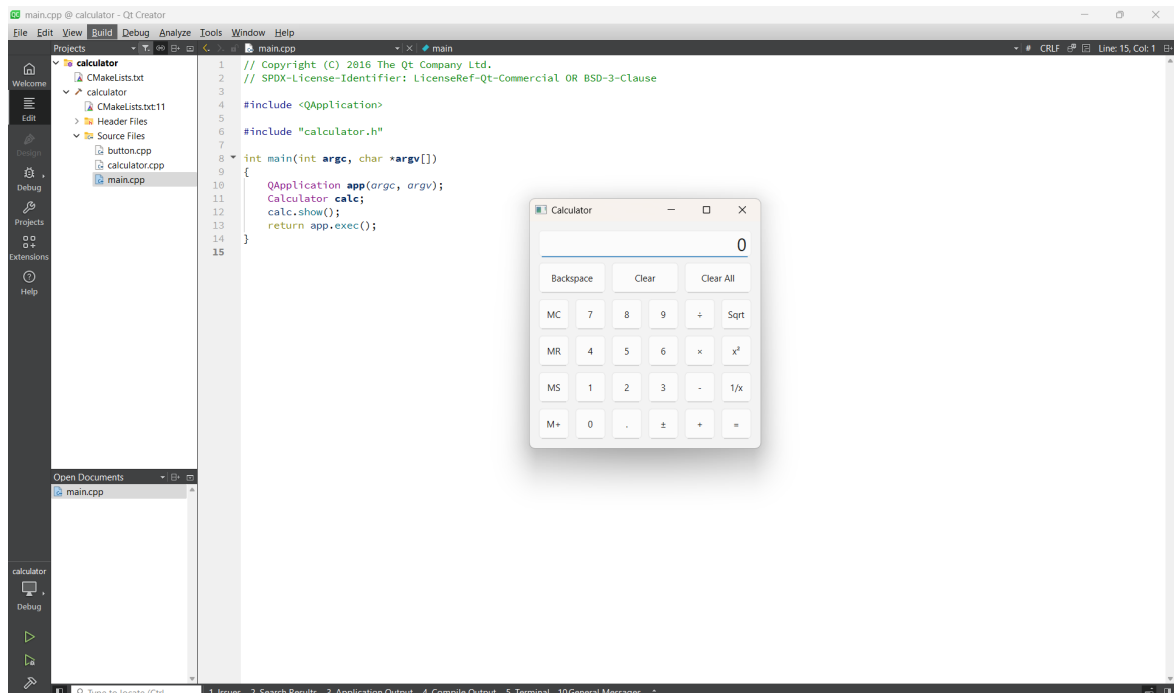 main.cpp @ calculator - Qt Creator
File Edit View Build Debug Analyze Tools Window Help
Projects
main.cpp
main
# CRLF Line: 15, Col: 1
Welcome
Edit
Design
Debug
Projects
Extensions
Help
calculator
CMakeLists.txt
calculator
CMakeLists.txt:11
Header Files
Source Files
button.cpp
calculator.cpp
main.cpp
1 // Copyright (C) 2016 The Qt Company Ltd.
2 // SPDX-License-Identifier: LicenseRef-Qt-Commercial OR BSD-3-Clause
3
4 #include <QApplication>
5
6 #include "calculator.h"
7
8 int main(int argc, char *argv[])
9 {
10 QApplication app(argc, argv);
11 Calculator calc;
12 calc.show();
13 return app.exec();
14 }
15
Calculator
0
Backspace Clear Clear All
MC 7 8 9 ÷ Sqrt
MR 4 5 6 × x²
MS 1 2 3 - 1/x
M+ 0 . ± + =
Open Documents
main.cpp
calculator
Debug
Type to locate (Ctrl
1 Issues 2 Search Results 3 Application Output 4 Compile Output 5 Terminal 10 General Messages